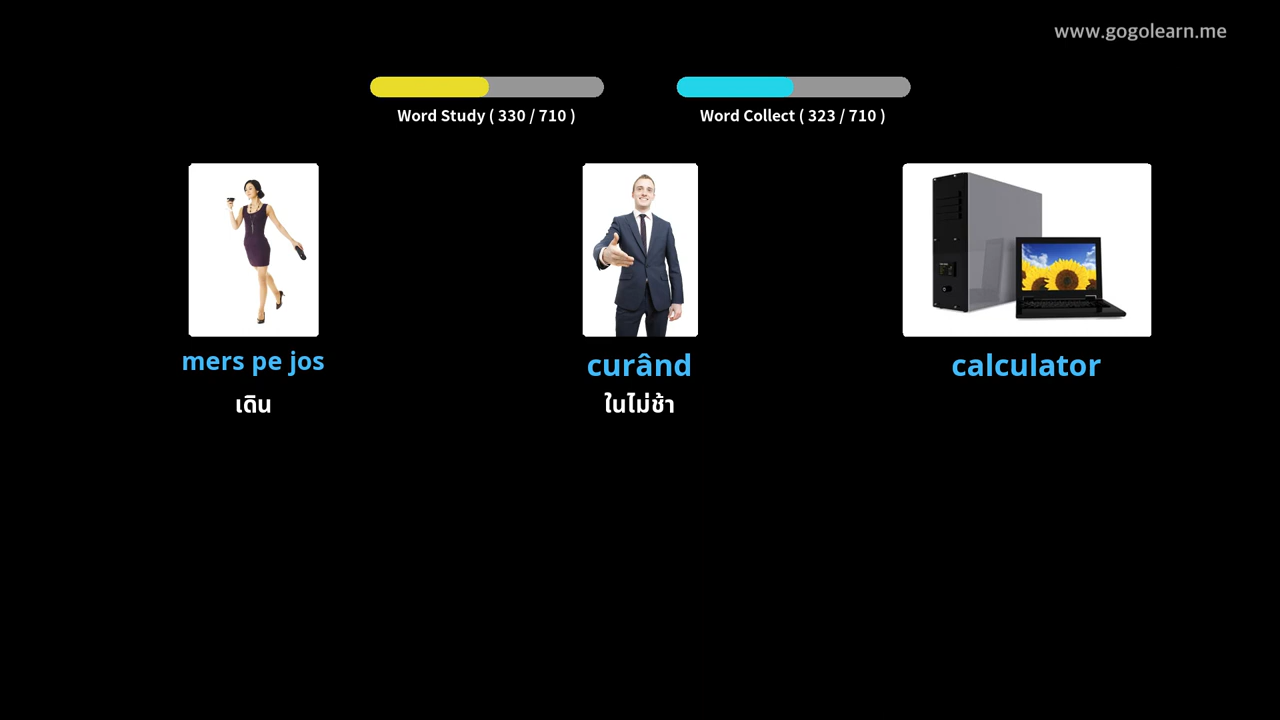 www.gogolearn.me
Word Study ( 330 / 710 )
Word Collect ( 323 / 710 )
mers pe jos
curând
calculator
เดิน
ในไม่ช้า